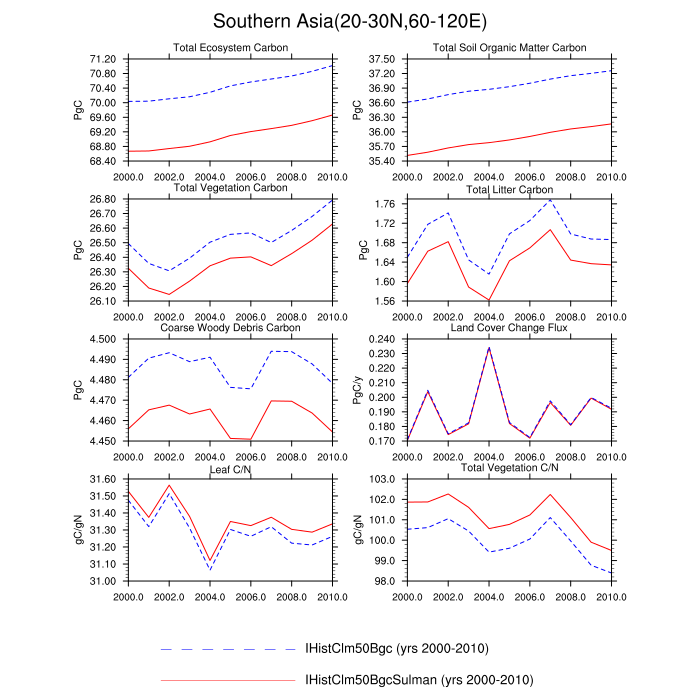 Southern Asia(20-30N,60-120E)
Total Ecosystem Carbon
PgC
71.20
70.80
70.40
70.00
69.60
69.20
68.80
68.40
2000.0 2002.0 2004.0 2006.0 2008.0 2010.0
Total Soil Organic Matter Carbon
PgC
37.50
37.20
36.90
36.60
36.30
36.00
35.70
35.40
2000.0 2002.0 2004.0 2006.0 2008.0 2010.0
Total Vegetation Carbon
PgC
26.80
26.70
26.60
26.50
26.40
26.30
26.20
26.10
2000.0 2002.0 2004.0 2006.0 2008.0 2010.0
Total Litter Carbon
PgC
1.76
1.72
1.68
1.64
1.60
1.56
2000.0 2002.0 2004.0 2006.0 2008.0 2010.0
Coarse Woody Debris Carbon
PgC
4.500
4.490
4.480
4.470
4.460
4.450
2000.0 2002.0 2004.0 2006.0 2008.0 2010.0
Land Cover Change Flux
PgC/y
0.240
0.230
0.220
0.210
0.200
0.190
0.180
0.170
2000.0 2002.0 2004.0 2006.0 2008.0 2010.0
Leaf C/N
gC/gN
31.60
31.50
31.40
31.30
31.20
31.10
31.00
2000.0 2002.0 2004.0 2006.0 2008.0 2010.0
Total Vegetation C/N
gC/gN
103.0
102.0
101.0
100.0
99.0
98.0
2000.0 2002.0 2004.0 2006.0 2008.0 2010.0
IHistClm50Bgc (yrs 2000-2010)
IHistClm50BgcSulman (yrs 2000-2010)